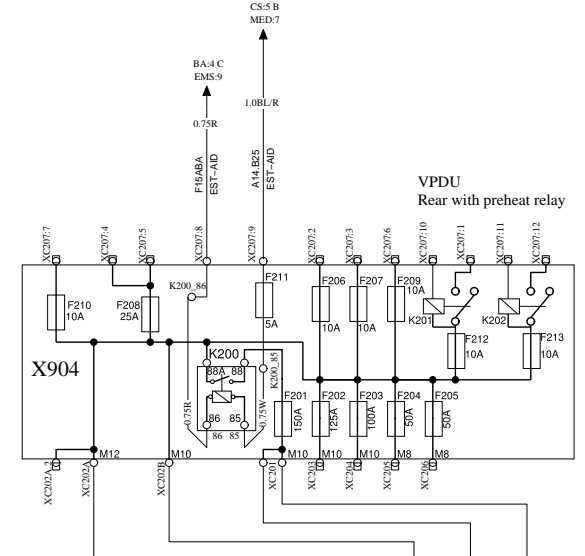 CS:5 B
MED:7
BA:4 C
EMS:9
1.0BL/R
0.75R
F15ABA
EST-AID
A14.B25
EST-AID
VPDU
Rear with preheat relay
XC207:7
XC207:4
XC207:5
XC207:8
XC207:9
XC207:2
XC207:3
XC207:6
XC207:10
XC207:1
XC207:11
XC207:12
F210
10A
F208
25A
K200_86
F211
5A
F206
10A
F207
10A
F209
10A
K201
K202
F212
10A
F213
10A
X904
K200
88A
88
86
85
86
85
K200_85
0.75R
0.75W
F201
150A
F202
125A
F203
100A
F204
50A
F205
50A
M12
M10
M10
M10
M10
M8
M8
XC202A_2
XC202A
XC202B
XC201
XC203
XC204
XC205
XC206